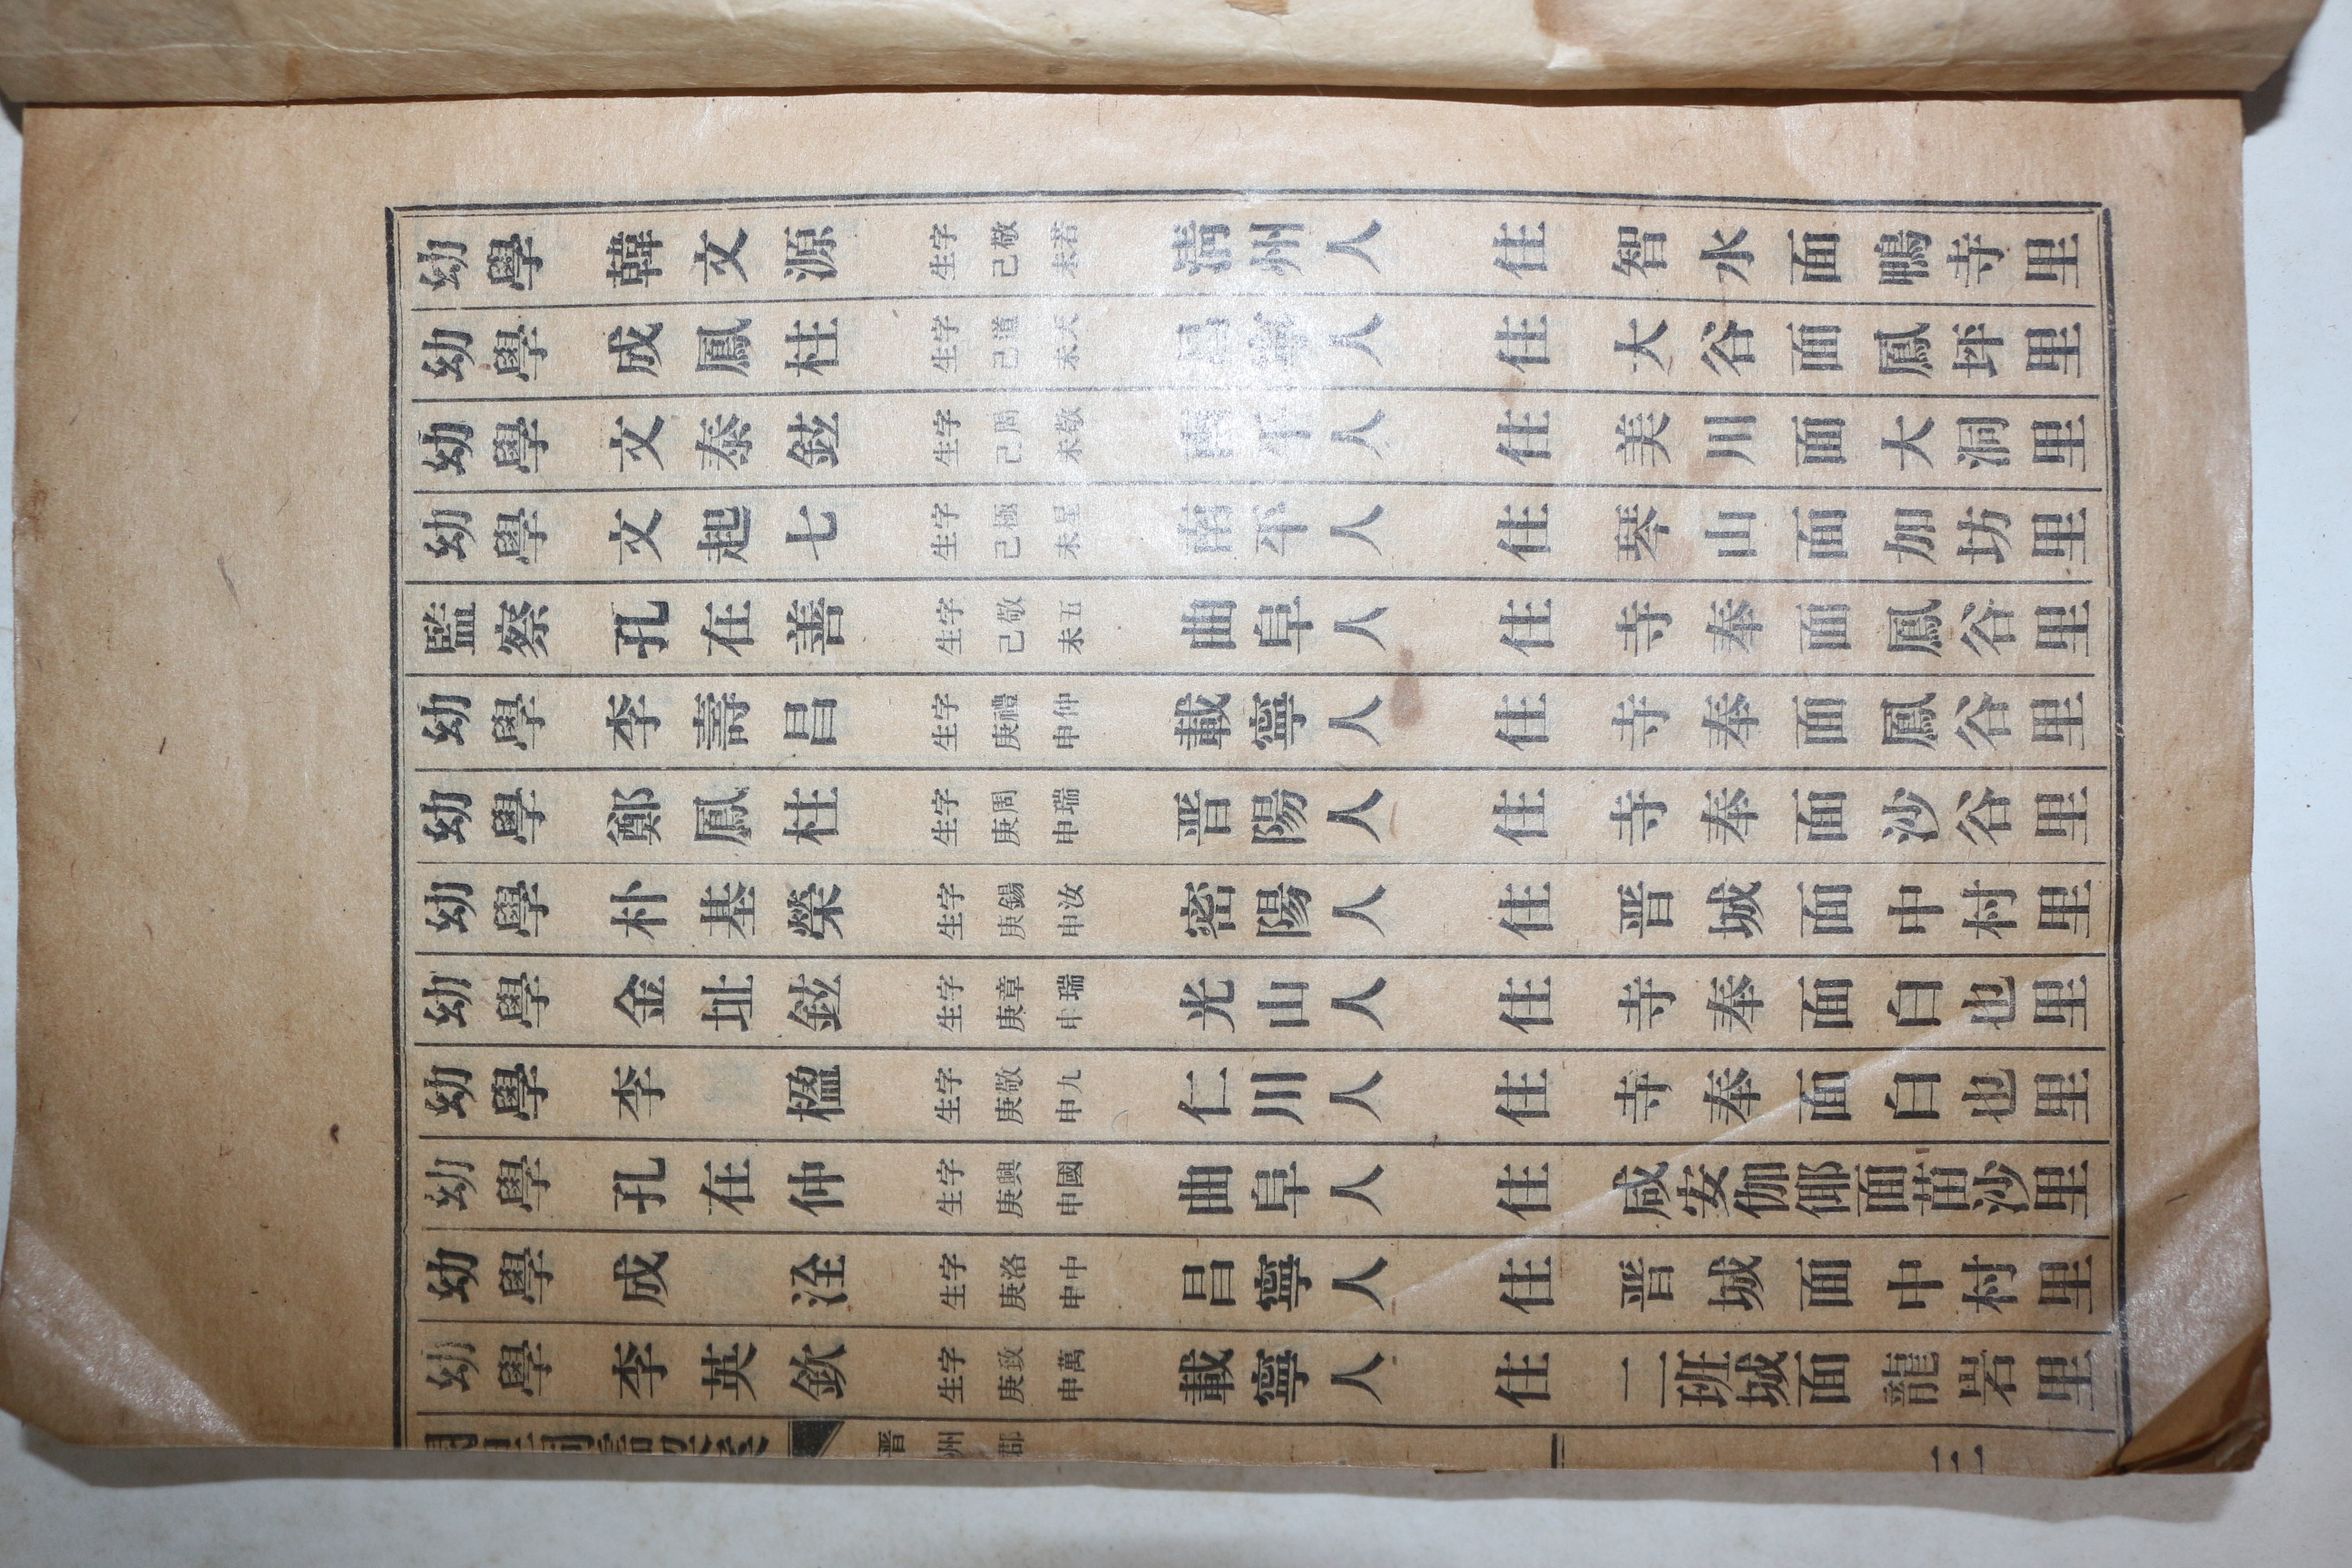 幼學 韓文源 字敬若 生己未 清州人 住 智水面鴨寺里
幼學 成鳳柱 字道天 生己未 昌寧人 住 大谷面鳳坪里
幼學 文泰鉉 字周敬 生己未 南平人 住 美川面大洞里
幼學 文起七 字極星 生己未 南平人 住 琴山面加坊里
監察 孔在善 字敬五 生己未 曲阜人 住 寺奉面鳳谷里
幼學 李壽昌 字禮仲 生庚申 載寧人 住 寺奉面鳳谷里
幼學 鄭鳳柱 字周瑞 生庚申 晋陽人 住 寺奉面沙谷里
幼學 朴基榮 字錫汝 生庚申 密陽人 住 晋城面中村里
幼學 金址鉉 字章瑞 生庚申 光山人 住 寺奉面白也里
幼學 李 楹 字敬九 生庚申 仁川人 住 寺奉面白也里
幼學 孔在仲 字興國 生庚申 曲阜人 住 咸安伽倻面苗沙里
幼學 成 洤 字洛中 生庚申 昌寧人 住 晋城面中村里
幼學 李英欽 字致萬 生庚申 載寧人 住 二班城面龍岩里
晋州郡